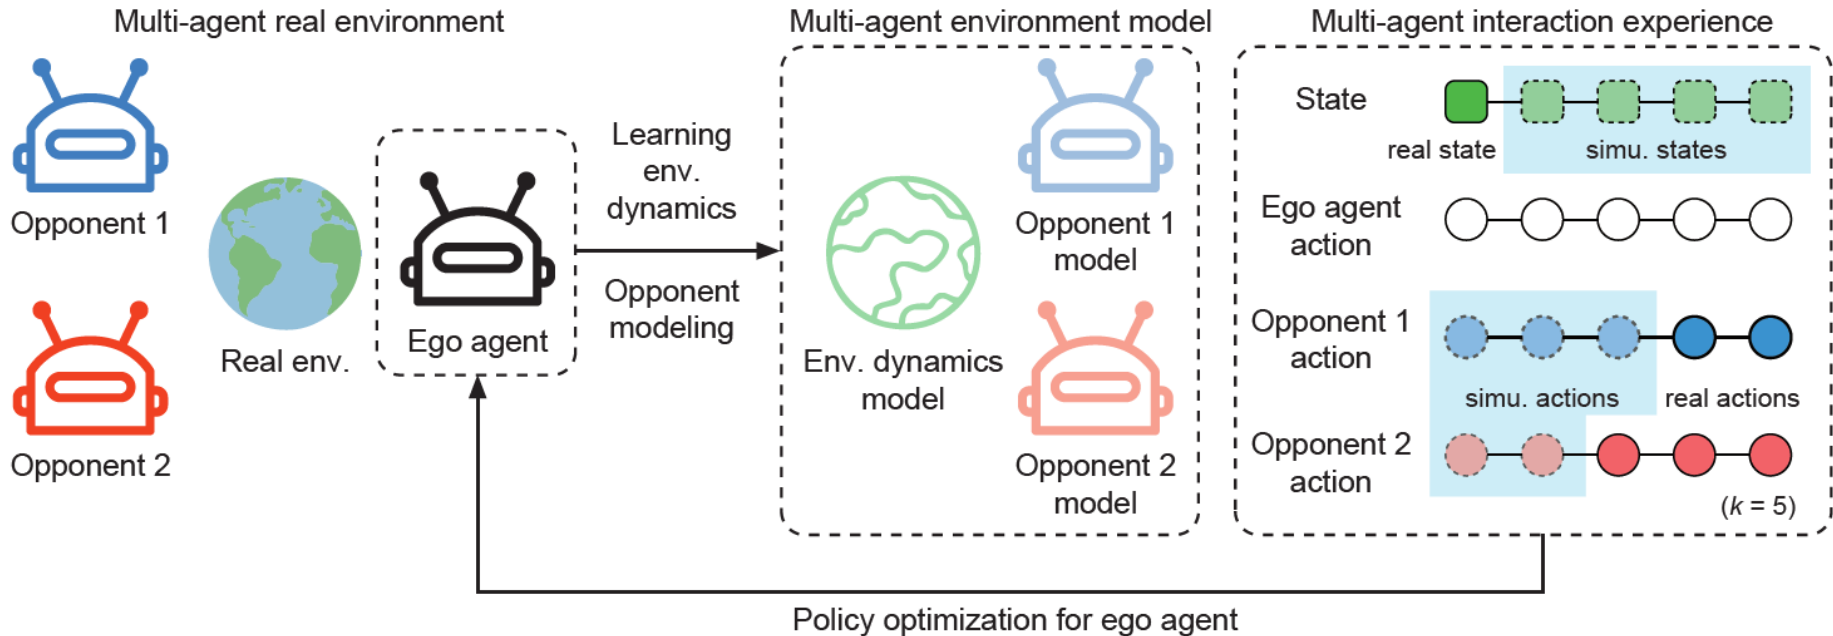 Multi-agent real environment
Opponent 1
Opponent 2
Real env.
Ego agent
Learning
env.
dynamics
Opponent
modeling
Multi-agent environment model
Env. dynamics
model
Opponent 1
model
Opponent 2
model
Multi-agent interaction experience
State
real state
simu. states
Ego agent
action
Opponent 1
action
simu. actions
real actions
Opponent 2
action
(k = 5)
Policy optimization for ego agent